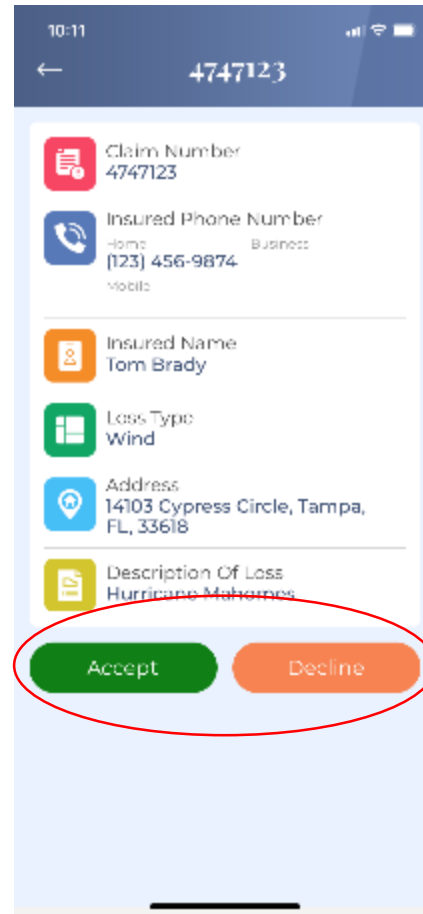 10:11
4747123
Claim Number
4747123
Insured Phone Number
Home Business
(123) 456-9874
Mobile
Insured Name
Tom Brady
Loss Type
Wind
Address
14103 Cypress Circle, Tampa,
FL, 33618
Description Of Loss
Hurricane Mahomes
Accept Decline